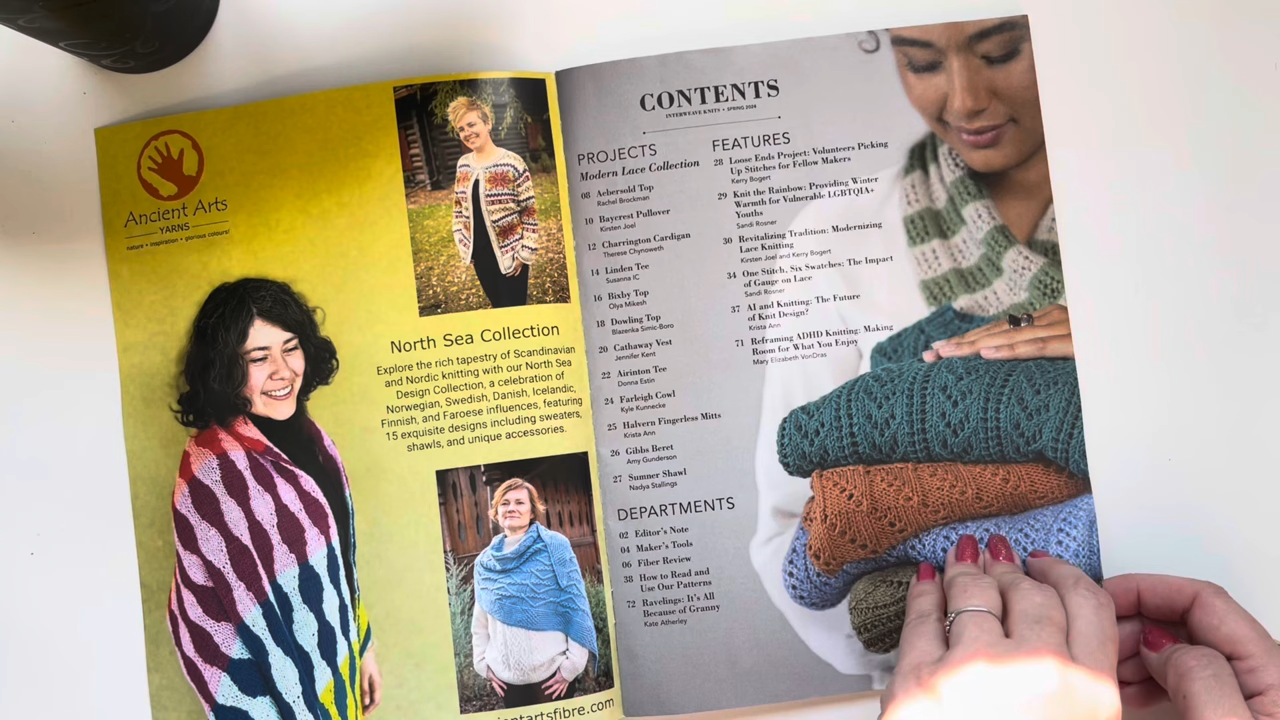 Ancient Arts
YARNS
nature • inspiration • glorious colours!
North Sea Collection
Explore the rich tapestry of Scandinavian
and Nordic knitting with our North Sea
Design Collection, a celebration of
Norwegian, Swedish, Danish, Icelandic,
Finnish, and Faroese influences, featuring
15 exquisite designs including sweaters,
shawls, and unique accessories.
ientartsfibre.com
CONTENTS
INTERWEAVE KNITS • SPRING 2024
PROJECTS
Modern Lace Collection
08 Aebersold Top
Rachel Brockman
10 Baycrest Pullover
Kirsten Joel
12 Charrington Cardigan
Therese Chynoweth
14 Linden Tee
Susanna IC
16 Bixby Top
Olya Mikesh
18 Dowling Top
Blazenka Simic-Boro
20 Cathaway Vest
Jennifer Kent
22 Airinton Tee
Donna Estin
24 Farleigh Cowl
Kyle Kunnecke
25 Halvern Fingerless Mitts
Krista Ann
26 Gibbs Beret
Amy Gunderson
27 Sumner Shawl
Nadya Stallings
DEPARTMENTS
02 Editor's Note
04 Maker's Tools
06 Fiber Review
38 How to Read and
Use Our Patterns
72 Ravelings: It's All
Because of Granny
Kate Atherley
FEATURES
28 Loose Ends Project: Volunteers Picking
Up Stitches for Fellow Makers
Kerry Bogert
29 Knit the Rainbow: Providing Winter
Warmth for Vulnerable LGBTQIA+
Youths
Sandi Rosner
30 Revitalizing Tradition: Modernizing
Lace Knitting
Kirsten Joel and Kerry Bogert
34 One Stitch, Six Swatches: The Impact
of Gauge on Lace
Sandi Rosner
37 AI and Knitting: The Future
of Knit Design?
Krista Ann
71 Reframing ADHD Knitting: Making
Room for What You Enjoy
Mary Elizabeth VonDras